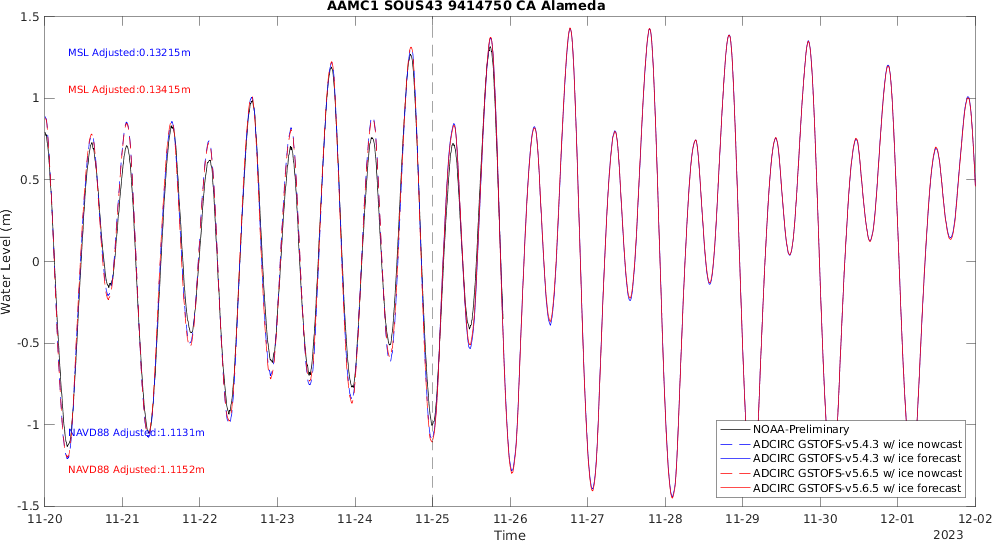 AAMC1 SOUS43 9414750 CA Alameda
1.5
1
0.5
0
-0.5
-1
-1.5
Water Level (m)
MSL Adjusted:0.13215m
MSL Adjusted:0.13415m
NAVD88 Adjusted:1.1131m
NAVD88 Adjusted:1.1152m
NOAA-Preliminary
ADCIRC GSTOFS-v5.4.3 w/ ice nowcast
ADCIRC GSTOFS-v5.4.3 w/ ice forecast
ADCIRC GSTOFS-v5.6.5 w/ ice nowcast
ADCIRC GSTOFS-v5.6.5 w/ ice forecast
11-20 11-21 11-22 11-23 11-24 11-25 11-26 11-27 11-28 11-29 11-30 12-01 12-02
Time
2023